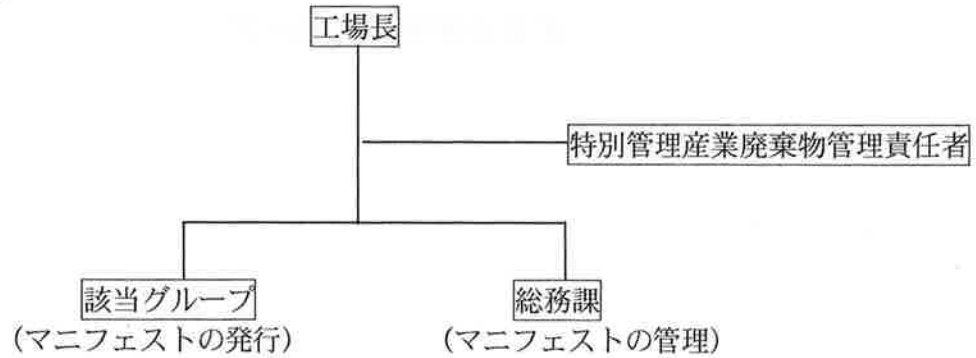 工場長
特別管理産業廃棄物管理責任者
該当グループ
総務課
(マニフェストの発行)
(マニフェストの管理)